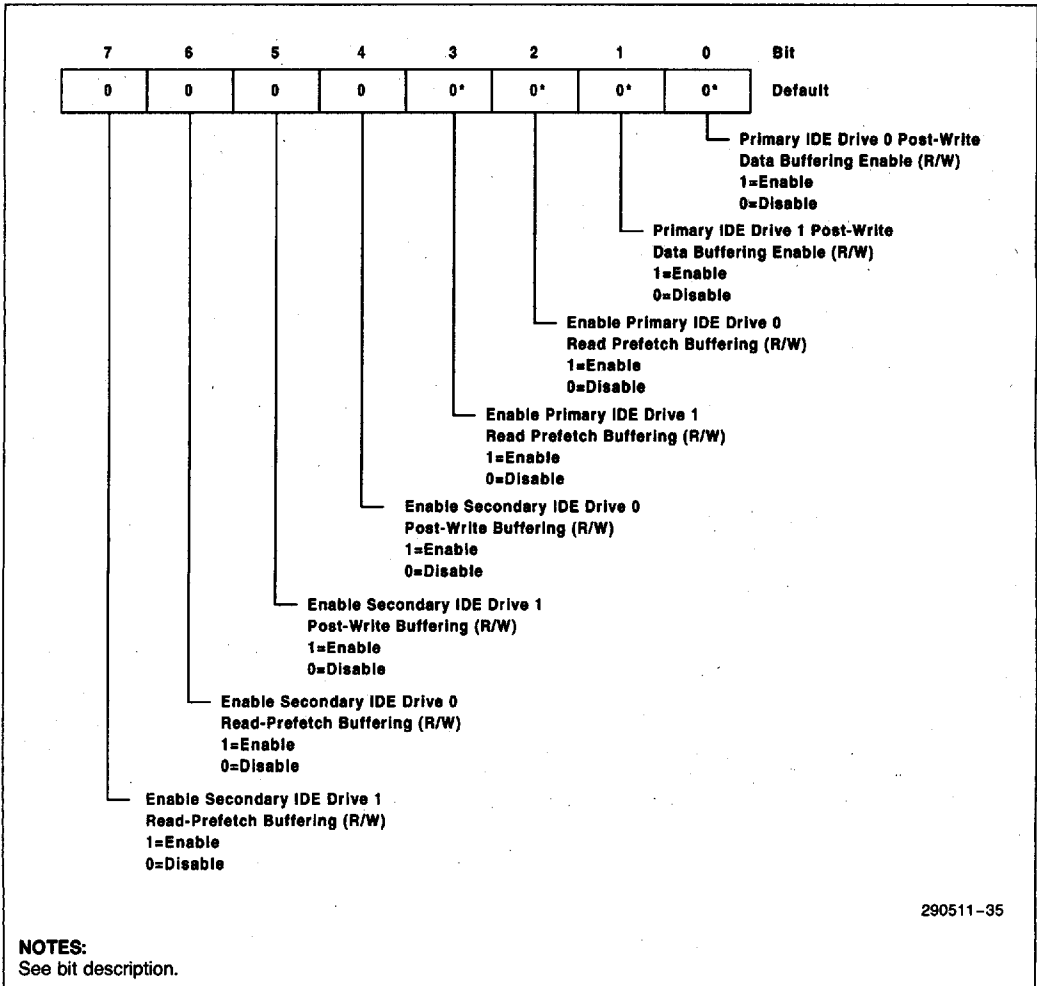 7 6 5 4 3 2 1 0 Bit
0 0 0 0 0* 0* 0* 0* Default
Primary IDE Drive 0 Post-Write
Data Buffering Enable (R/W)
1=Enable
0=Disable
Primary IDE Drive 1 Post-Write
Data Buffering Enable (R/W)
1=Enable
0=Disable
Enable Primary IDE Drive 0
Read Prefetch Buffering (R/W)
1=Enable
0=Disable
Enable Primary IDE Drive 1
Read Prefetch Buffering (R/W)
1=Enable
0=Disable
Enable Secondary IDE Drive 0
Post-Write Buffering (R/W)
1=Enable
0=Disable
Enable Secondary IDE Drive 1
Post-Write Buffering (R/W)
1=Enable
0=Disable
Enable Secondary IDE Drive 0
Read-Prefetch Buffering (R/W)
1=Enable
0=Disable
Enable Secondary IDE Drive 1
Read-Prefetch Buffering (R/W)
1=Enable
0=Disable
290511-35
NOTES:
See bit description.